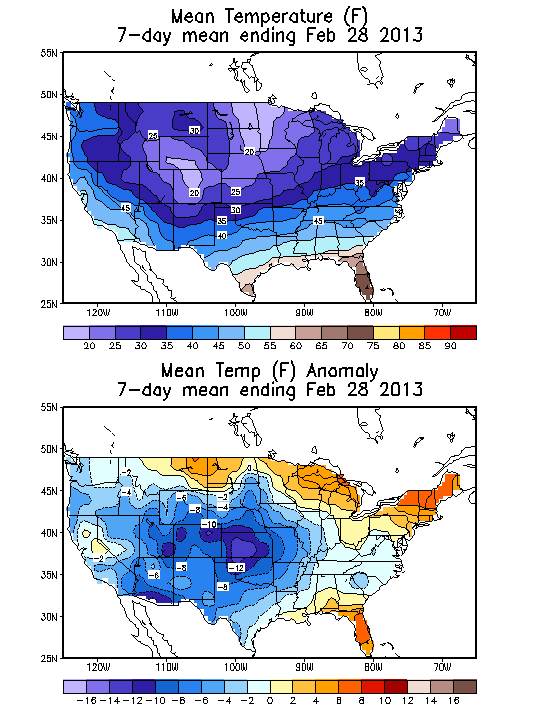 Mean Temperature (F)
7-day mean ending Feb 28 2013
55N
50N
45N
40N
35N
30N
25N
25
30
20
20
25
30
35
40
45
45
35
120W 110W 100W 90W 80W 70W
20 25 30 35 40 45 50 55 60 65 70 75 80 85 90
Mean Temp (F) Anomaly
7-day mean ending Feb 28 2013
55N
50N
45N
40N
35N
30N
25N
-2
-4
-6
-2
-8
-4
-10
-2
-12
-6
-8
-8
120W 110W 100W 90W 80W 70W
-16 -14 -12 -10 -8 -6 -4 -2 0 2 4 6 8 10 12 14 16